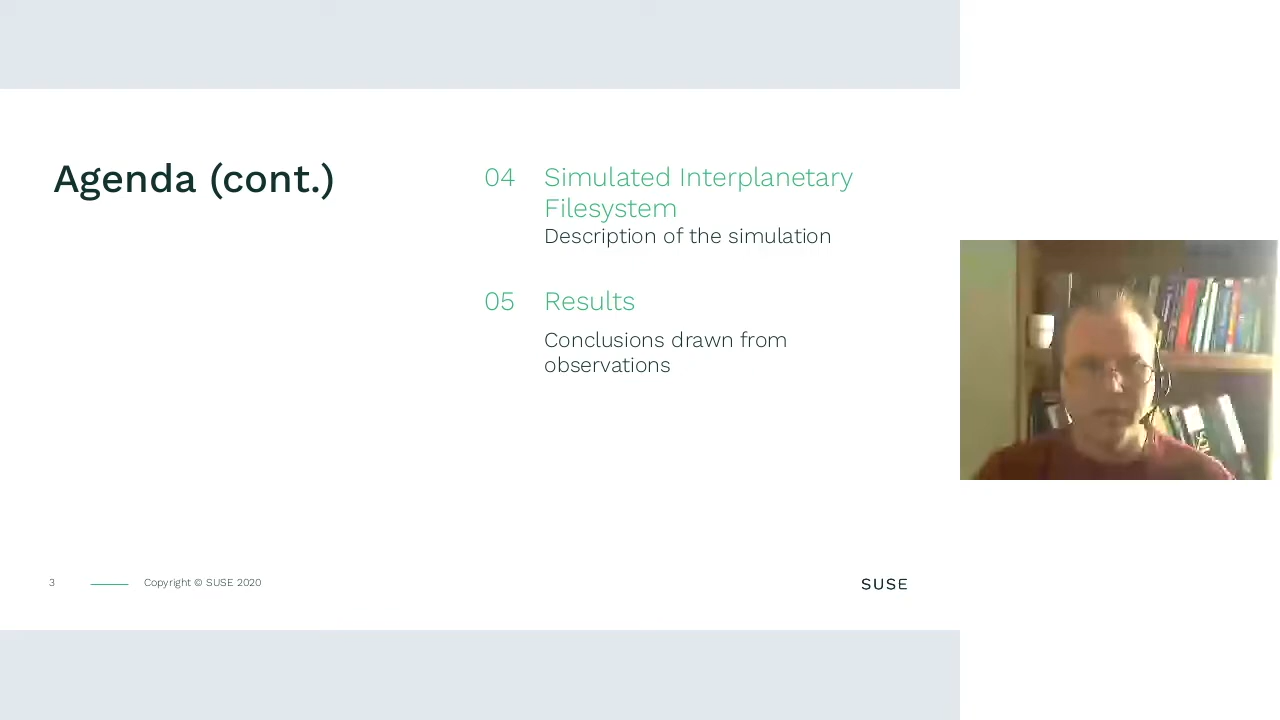 Agenda (cont.)
04 Simulated Interplanetary
Filesystem
Description of the simulation
05 Results
Conclusions drawn from
observations
3 Copyright © SUSE 2020
SUSE